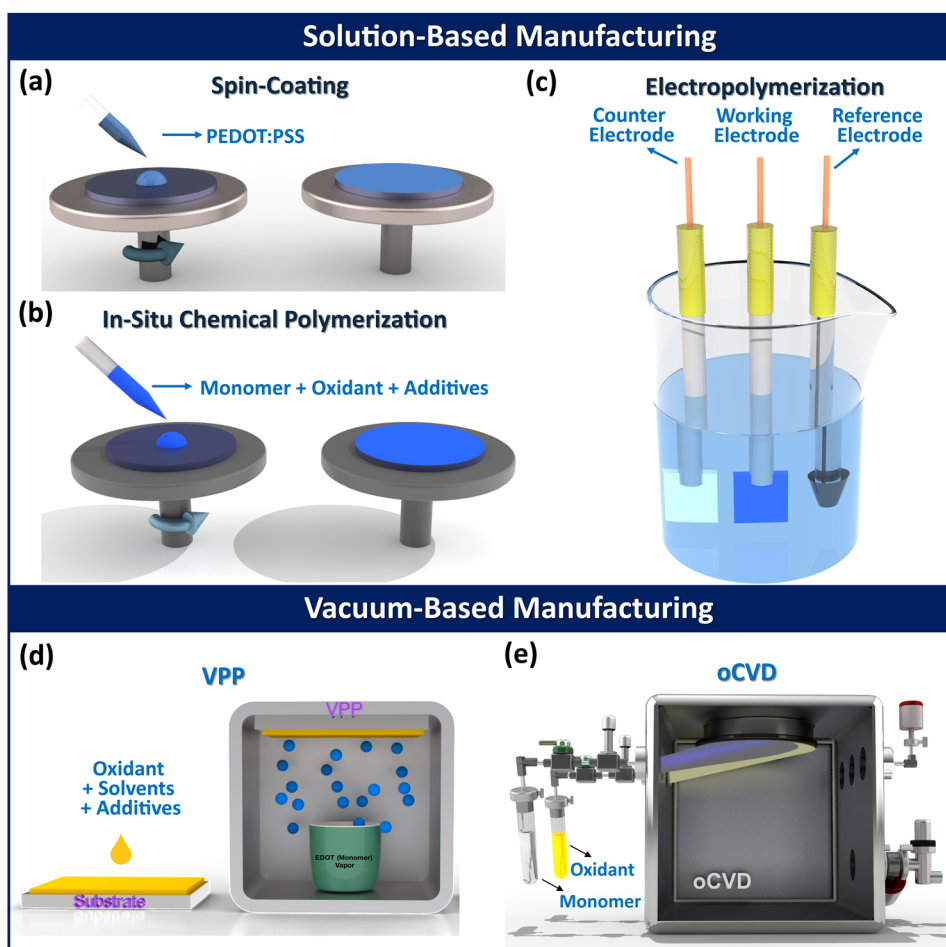 Solution-Based Manufacturing
(a)
Spin-Coating
PEDOT:PSS
(b)
In-Situ Chemical Polymerization
Monomer + Oxidant + Additives
(c)
Electropolymerization
Counter
Electrode
Working
Electrode
Reference
Electrode
Vacuum-Based Manufacturing
(d)
VPP
Oxidant
+ Solvents
+ Additives
Substrate
VPP
EDOT (Monomer)
Vapor
(e)
oCVD
Oxidant
Monomer
oCVD